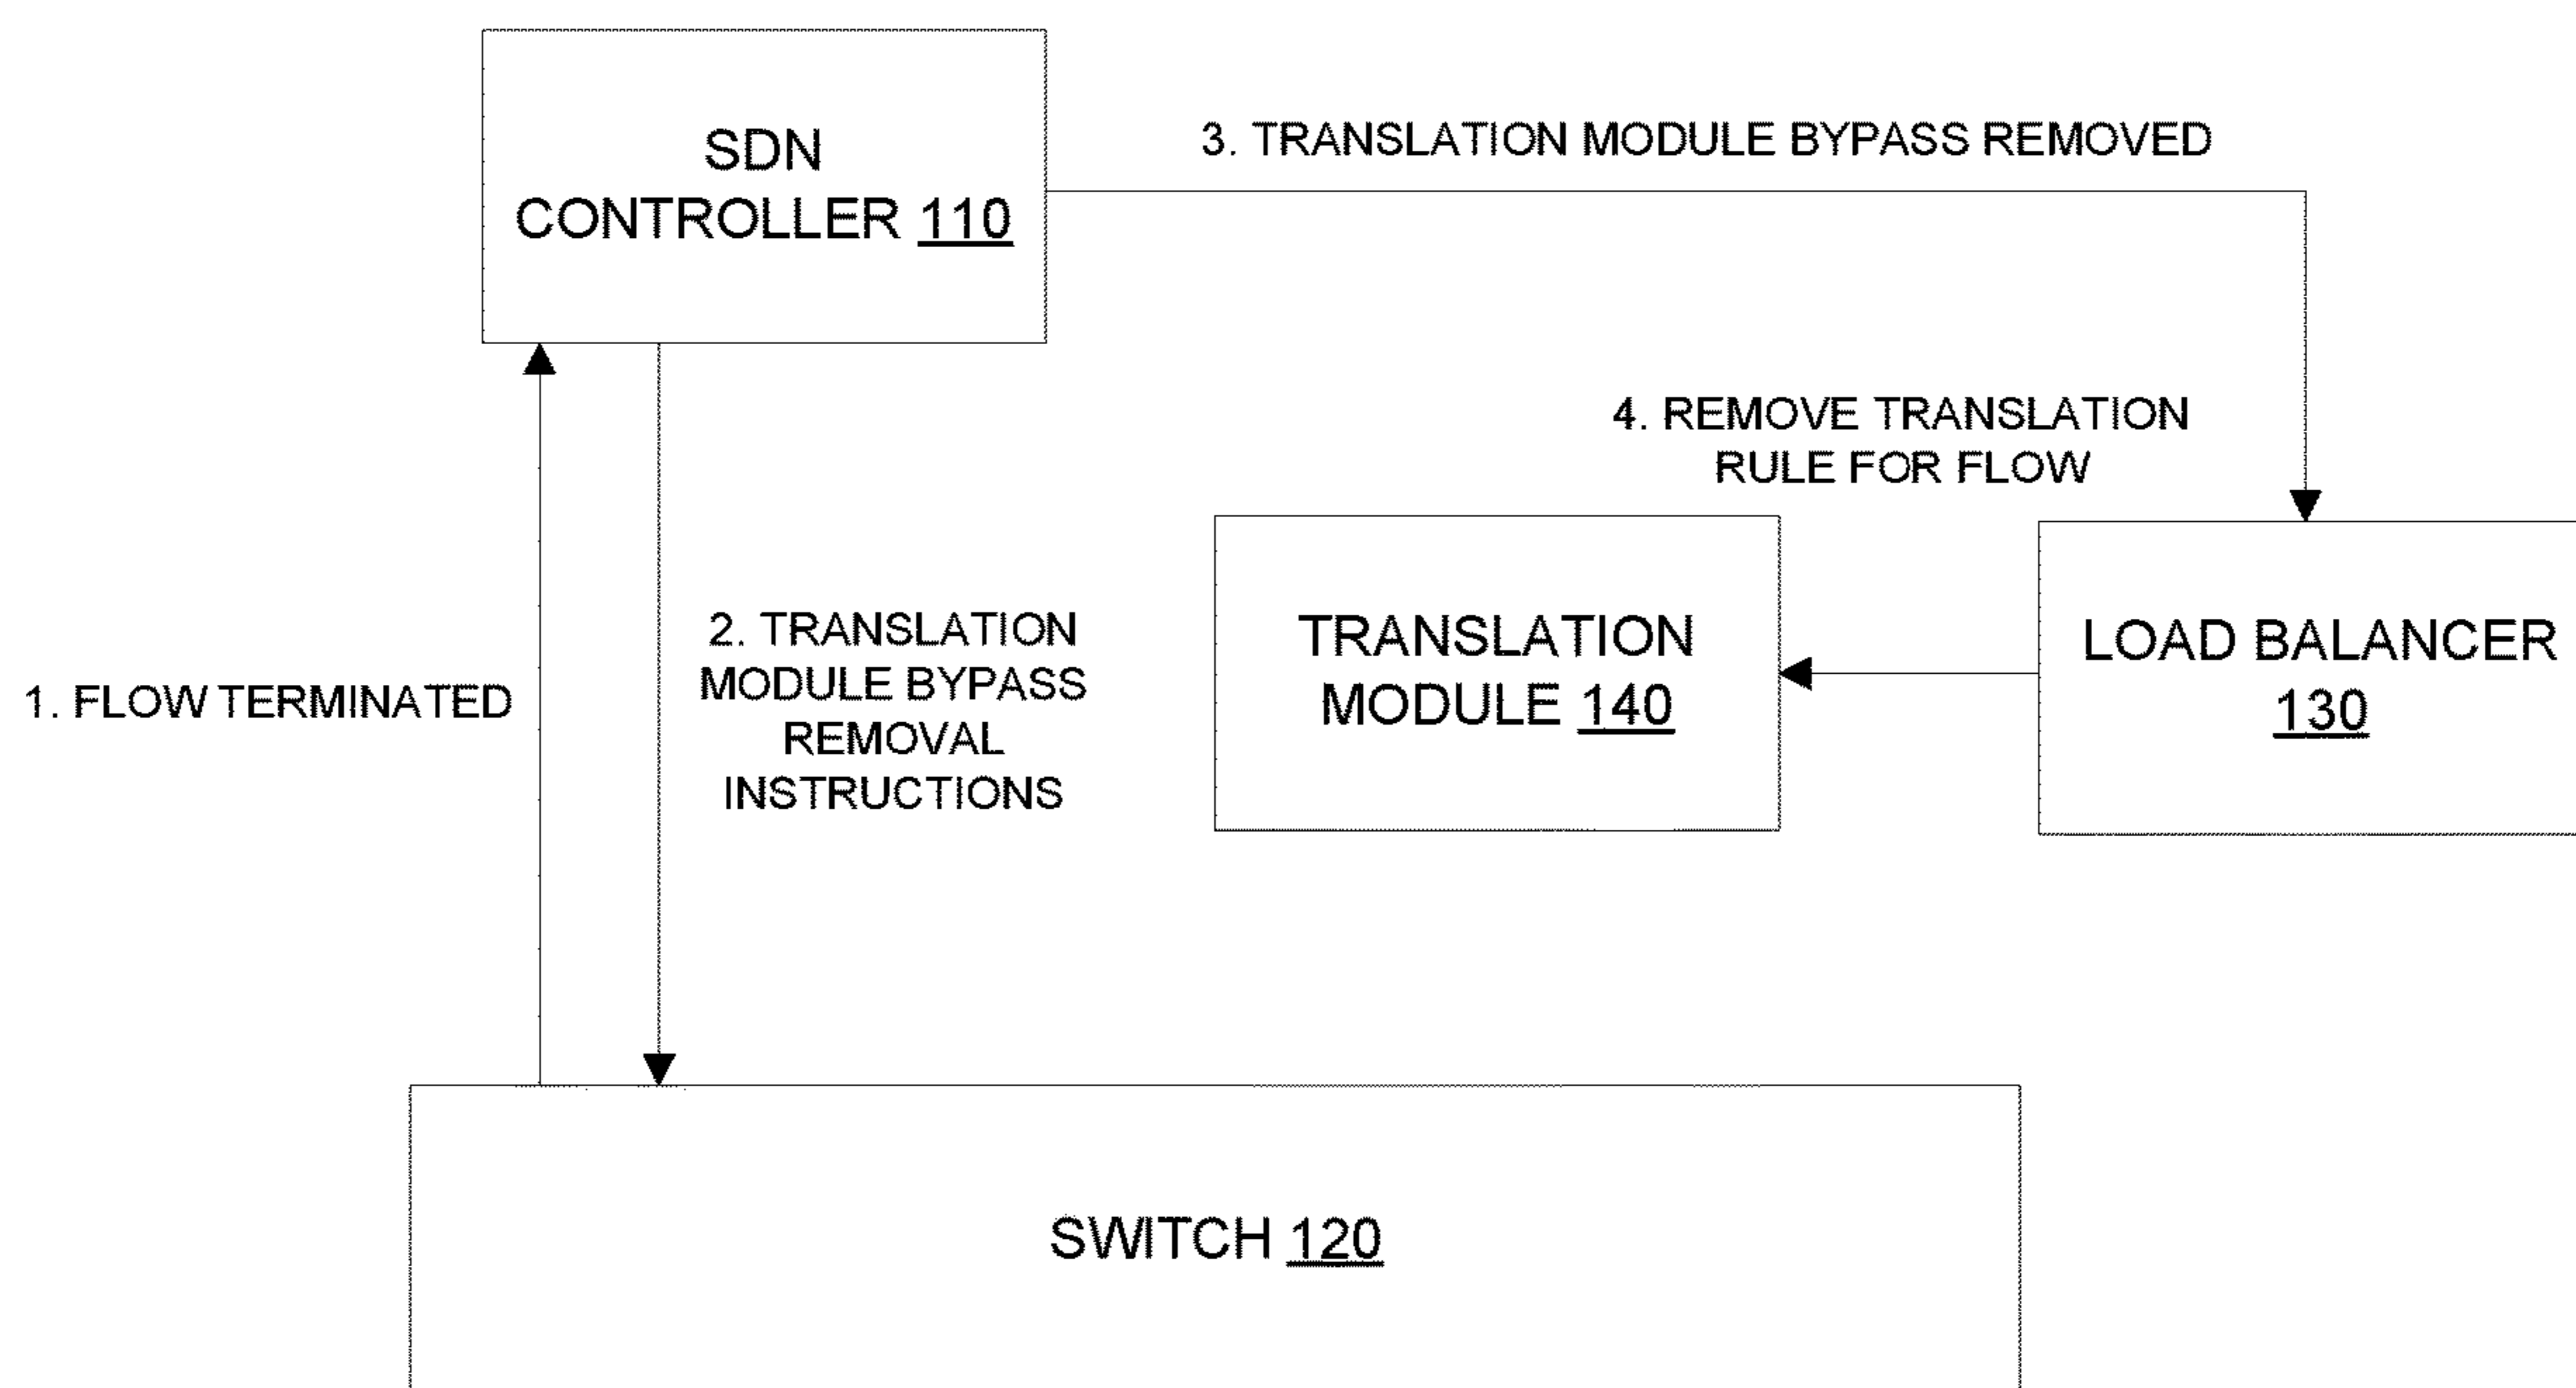 SDN
CONTROLLER 110
3. TRANSLATION MODULE BYPASS REMOVED
4. REMOVE TRANSLATION
RULE FOR FLOW
1. FLOW TERMINATED
2. TRANSLATION
MODULE BYPASS
REMOVAL
INSTRUCTIONS
TRANSLATION
MODULE 140
LOAD BALANCER
130
SWITCH 120